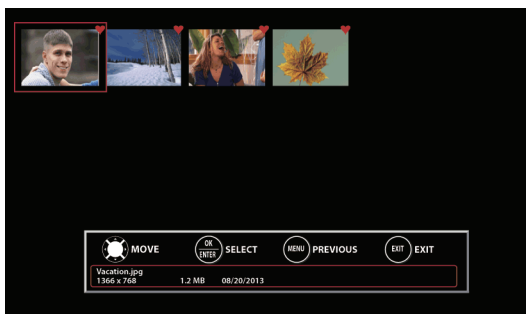 MOVE
OK
ENTER
SELECT
MENU
PREVIOUS
EXIT
EXIT
Vacation.jpg
1366 x 768 1.2 MB 08/20/2013